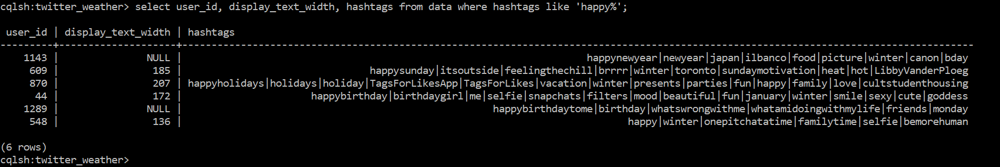 cqlsh:twitter_weather> select user_id, display_text_width, hashtags from data where hashtags like 'happy%';
user_id | display_text_width | hashtags
---------+--------------------+---------------------------------------------------------------------------------------------------------------------------------------
1143 | NULL | happynewyear|newyear|japan|ilbanco|food|picture|winter|canon|bday
609 | 185 | happysunday|itsoutside|feelingthechill|brrrr|winter|toronto|sundaymotivation|heat|hot|LibbyVanderPloeg
870 | 207 | happyholidays|holidays|holiday|TagsForLikesApp|TagsForLikes|vacation|winter|presents|parties|fun|happy|family|love|cultstudenthousing
44 | 172 | happybirthday|birthdaygirl|me|selfie|snapchats|filters|mood|beautiful|fun|january|winter|smile|sexy|cute|goddess
1289 | NULL | happybirthdaytome|birthday|whatswrongwithme|whatamidoingwithmylife|friends|monday
548 | 136 | happy|winter|onepitchatatime|familytime|selfie|bemorehuman
(6 rows)
cqlsh:twitter_weather>